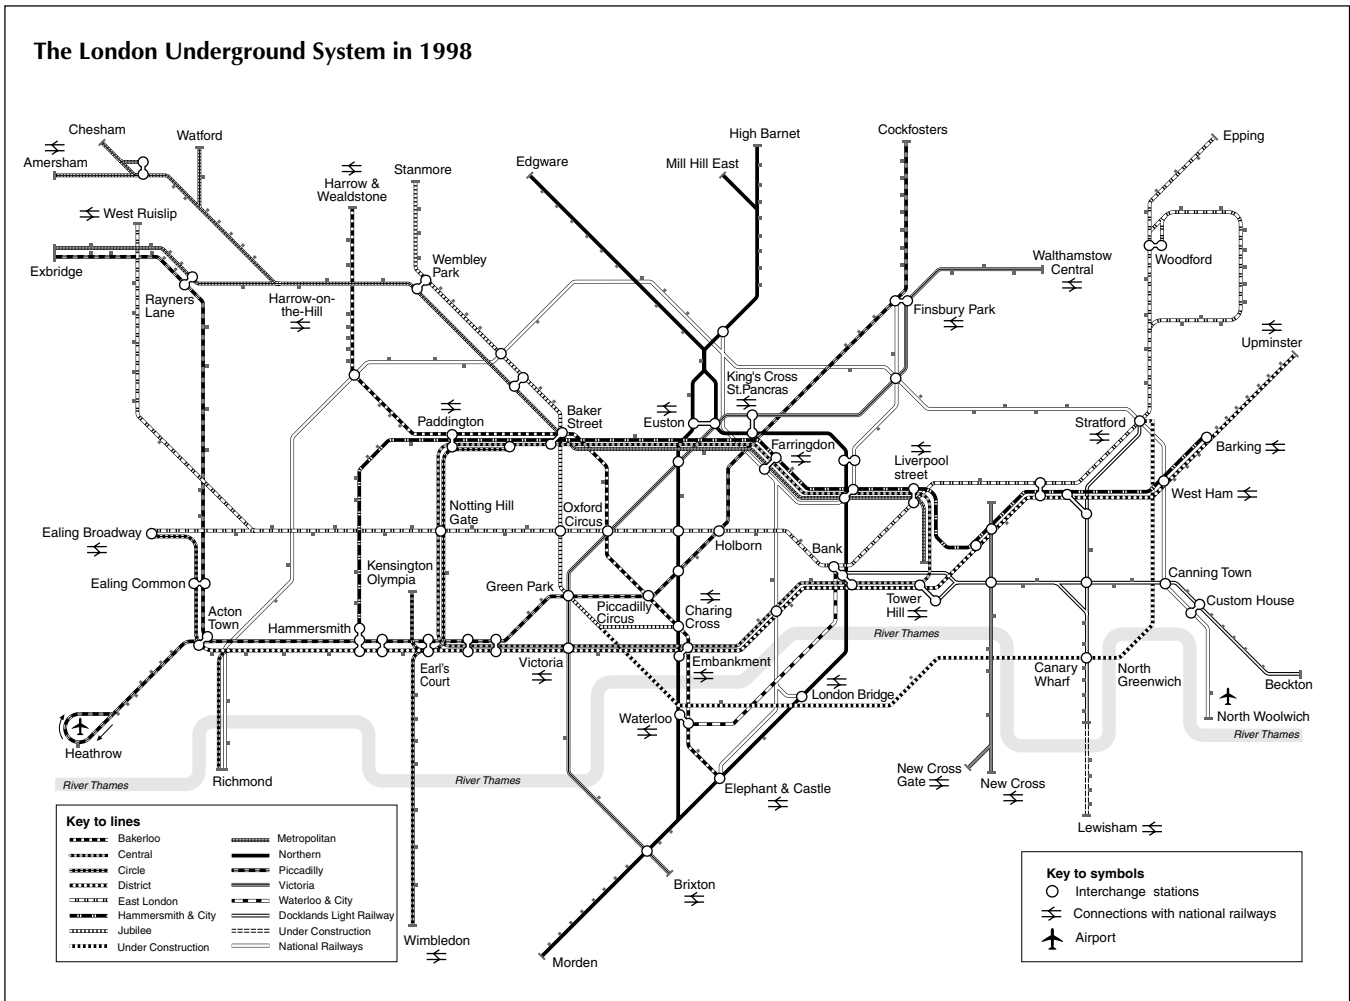 The London Underground System in 1998
Chesham
Watford
Amersham
Harrow &
Wealdstone
Stanmore
Edgware
High Barnet
Mill Hill East
Cockfosters
Epping
West Ruislip
Exbridge
Rayners
Lane
Harrow-on-
the-Hill
Wembley
Park
Walthamstow
Central
Woodford
Finsbury Park
Upminster
King's Cross
St.Pancras
Paddington
Baker
Street
Euston
Farringdon
Liverpool
street
Stratford
Barking
West Ham
Notting Hill
Gate
Oxford
Circus
Holborn
Bank
Ealing Broadway
Kensington
Olympia
Ealing Common
Green Park
Piccadilly
Circus
Charing
Cross
Tower
Hill
Canning Town
Custom House
Acton
Town
Hammersmith
Earl's
Court
Victoria
Embankment
River Thames
Canary
Wharf
North
Greenwich
Beckton
London Bridge
Waterloo
North Woolwich
River Thames
Heathrow
Richmond
River Thames
River Thames
Elephant & Castle
New Cross
Gate
New Cross
Lewisham
Brixton
Wimbledon
Morden
Key to lines
Bakerloo
Central
Circle
District
East London
Hammersmith & City
Jubilee
Under Construction
Metropolitan
Northern
Piccadilly
Victoria
Waterloo & City
Docklands Light Railway
Under Construction
National Railways
Key to symbols
Interchange stations
Connections with national railways
Airport